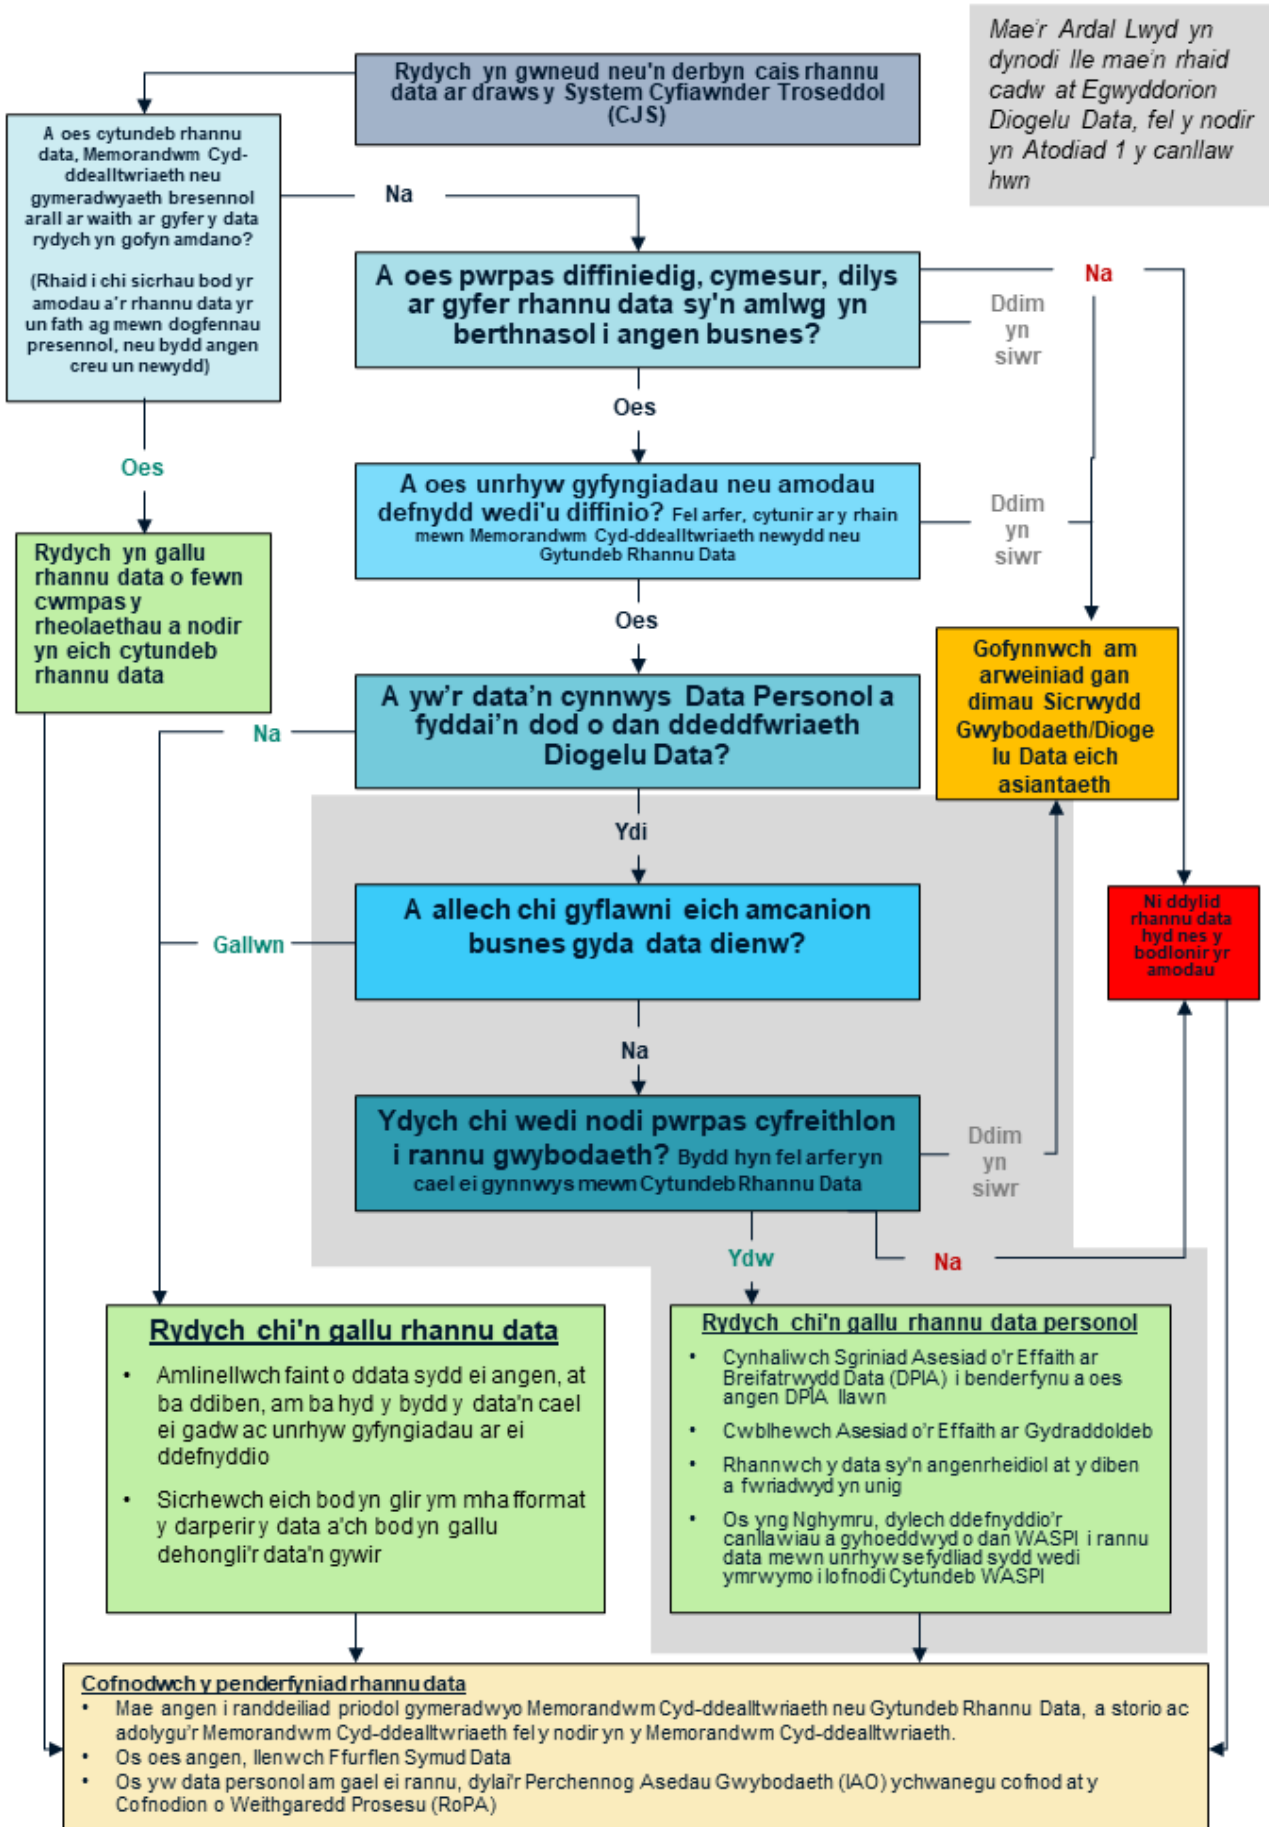 Mae'r Ardal Lwyd yn
dynodi lle mae'n rhaid
cadw at Egwyddorion
Diogelu Data, fel y nodir
yn Atodiad 1 y canllaw
hwn
Rydych yn gwneud neu'n derbyn cais rhannu
data ar draws y System Cyfiawnder Troseddol
(CJS)
A oes cytundeb rhannu
data, Memorandwm Cyd-
ddealltwriaeth neu
gymeradwyaeth bresennol
arall ar waith ar gyfer y data
rydych yn gofyn amdano?
(Rhaid i chi sicrhau bod yr
amodau a'r rhannu data yr
un fath ag mewn dogfennau
presennol, neu bydd angen
creu un newydd)
Na
A oes pwrpas diffiniedig, cymesur, dilys
ar gyfer rhannu data sy'n amlwg yn
berthnasol i angen busnes?
Na
Ddim
yn
siwr
Oes
Oes
A oes unrhyw gyfyngiadau neu amodau
defnydd wedi'u diffinio? Fel arfer, cytunir ar y rhain
mewn Memorandwm Cyd-ddealltwriaeth newydd neu
Gytundeb Rhannu Data
Ddim
yn
siwr
Rydych yn gallu
rhannu data o fewn
cwmpas y
rheolaethau a nodir
yn eich cytundeb
rhannu data
Oes
Gofynnwch am
arweiniad gan
dimau Sicrwydd
Gwybodaeth/Dioge
lu Data eich
asiantaeth
A yw'r data'n cynnwys Data Personol a
fyddai'n dod o dan ddeddfwriaeth
Diogelu Data?
Na
Ydi
A allech chi gyflawni eich amcanion
busnes gyda data dienw?
Gallwn
Ni ddylid
rhannu data
hyd nes y
bodlonir yr
amodau
Na
Ydych chi wedi nodi pwrpas cyfreithlon
i rannu gwybodaeth? Bydd hyn fel arfer yn
cael ei gynnwys mewn Cytundeb Rhannu Data
Ddim
yn
siwr
Ydw
Na
Rydych chi'n gallu rhannu data
• Amlinellwch faint o ddata sydd ei angen, at
ba ddiben, am ba hyd y bydd y data'n cael
ei gadw ac unrhyw gyfyngiadau ar ei
ddefnyddio
• Sicrhewch eich bod yn glir ym mha fformat
y darperir y data a'ch bod yn gallu
dehongli'r data'n gywir
Rydych chi'n gallu rhannu data personol
• Cynhaliwch Sgriniad Asesiad o'r Effaith ar
Breifatrwydd Data (DPIA) i benderfynu a oes
angen DPIA llawn
• Cwblhewch Asesiad o'r Effaith ar Gydraddoldeb
• Rhannwch y data sy'n angenrheidiol at y diben
a fwriadwyd yn unig
• Os yng Nghymru, dylech ddefnyddio'r
canllawiau a gyhoeddwyd o dan WASPI i rannu
data mewn unrhyw sefydliad sydd wedi
ymrwymo i lofnodi Cytundeb WASPI
Cofnodwch y penderfyniad rhannu data
• Mae angen i randdeiliad priodol gymeradwyo Memorandwm Cyd-ddealltwriaeth neu Gytundeb Rhannu Data, a storio ac
adolygu'r Memorandwm Cyd-ddealltwriaeth fel y nodir yn y Memorandwm Cyd-ddealltwriaeth.
• Os oes angen, llenwch Ffurflen Symud Data
• Os yw data personol am gael ei rannu, dylai'r Perchennog Asedau Gwybodaeth (IAO) ychwanegu cofnod at y
Cofnodion o Weithgaredd Prosesu (RoPA)